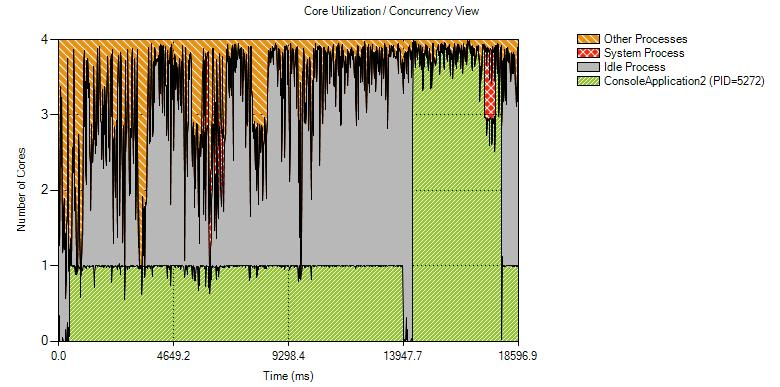 Core Utilization / Concurrency View
Number of Cores
4
3
2
1
0
0.0
4649.2
9298.4
13947.7
18596.9
Time (ms)
Other Processes
System Process
Idle Process
ConsoleApplication2 (PID=5272)